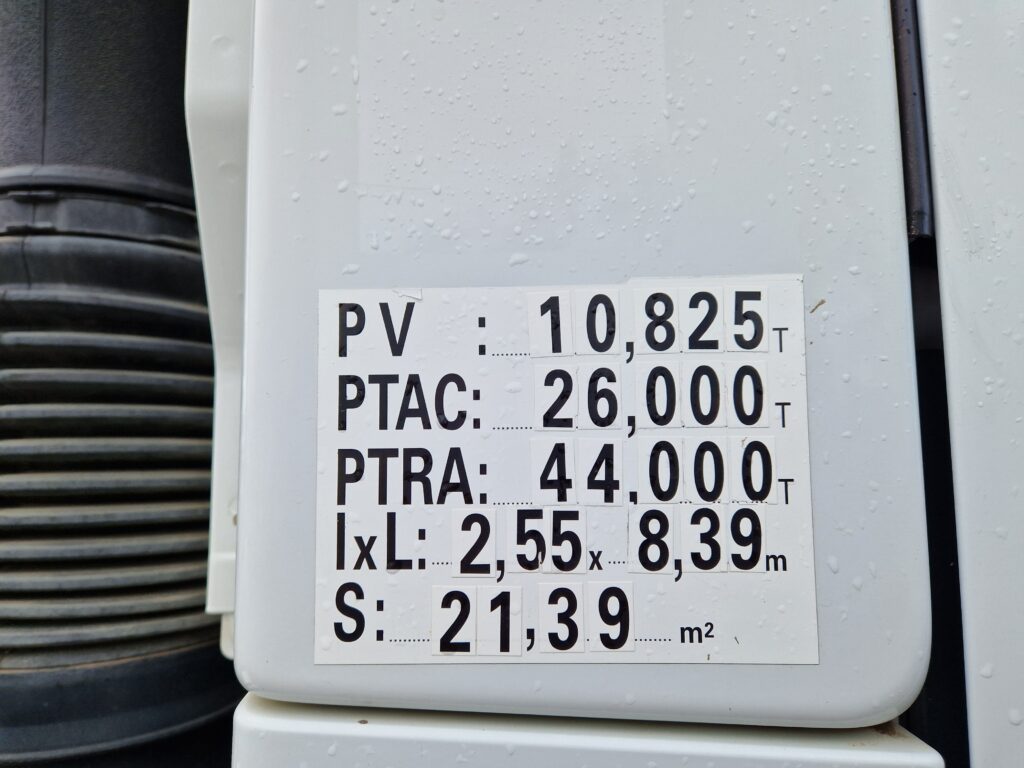 PV :........ 10,825 T
PTAC:........ 26,000 T
PTRA:........ 44.000 T
lxL:.... 2,55 x .... 8,39 m
S:........ 21,39 ....... m²